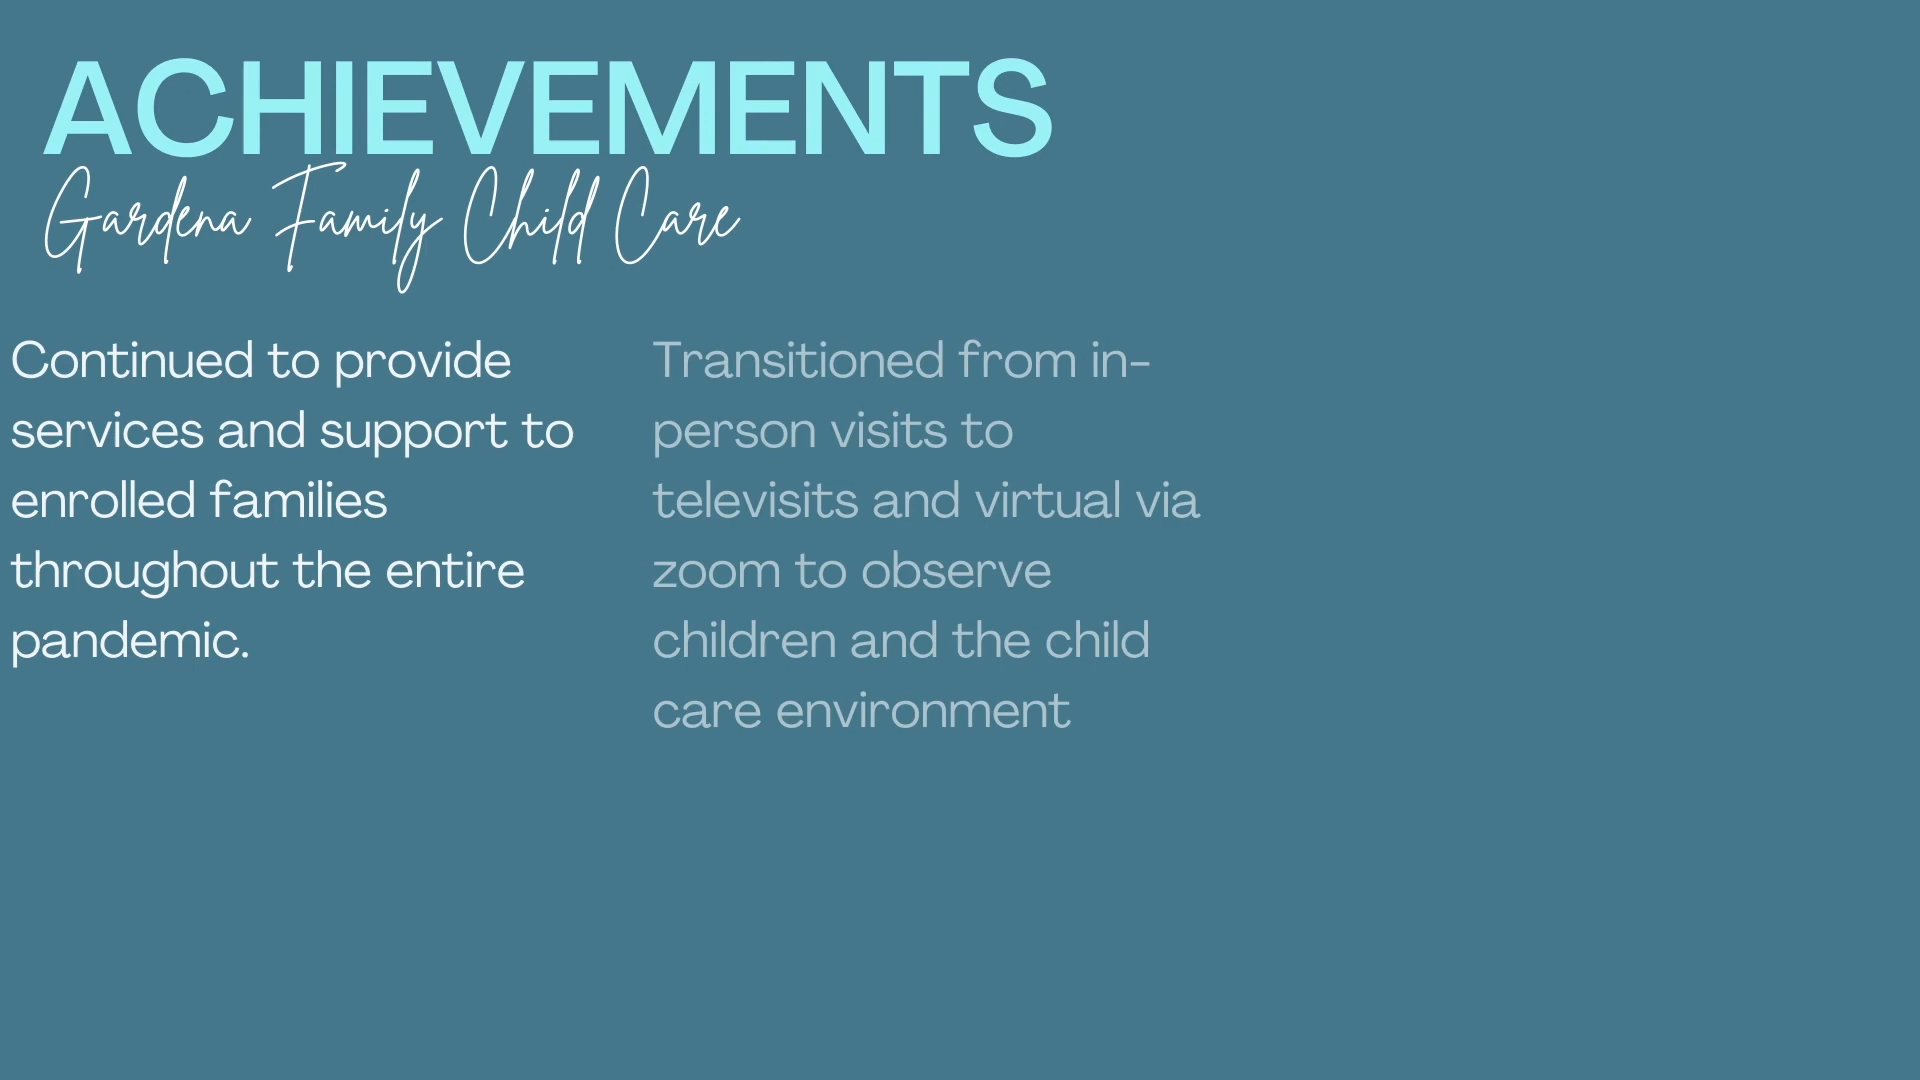 ACHIEVEMENTS
Gardena Family Child Care
Continued to provide
services and support to
enrolled families
throughout the entire
pandemic.
Transitioned from in-
person visits to
televisits and virtual via
zoom to observe
children and the child
care environment